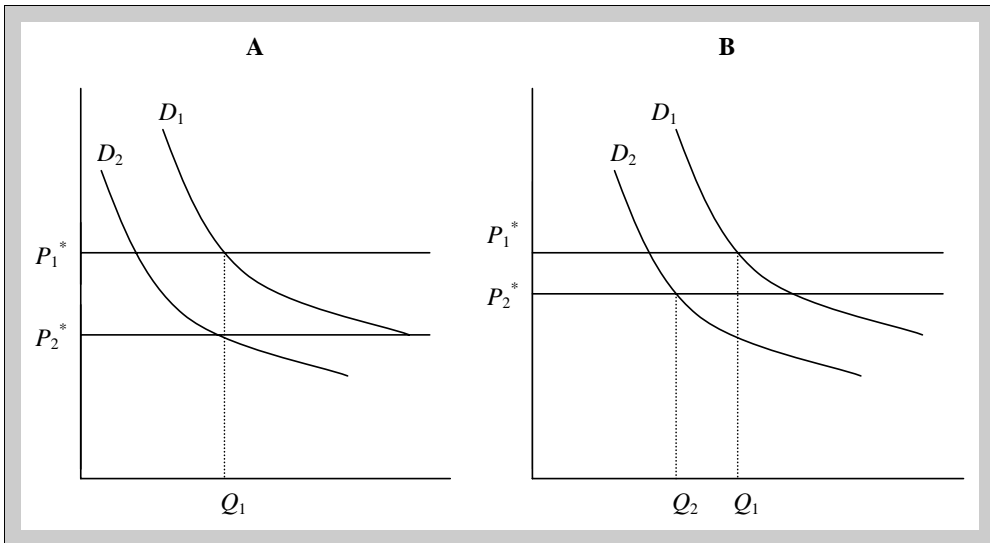 A
B
D₁
D₁
D₂
D₂
P₁*
P₁*
P₂*
P₂*
Q₁
Q₂ Q₁